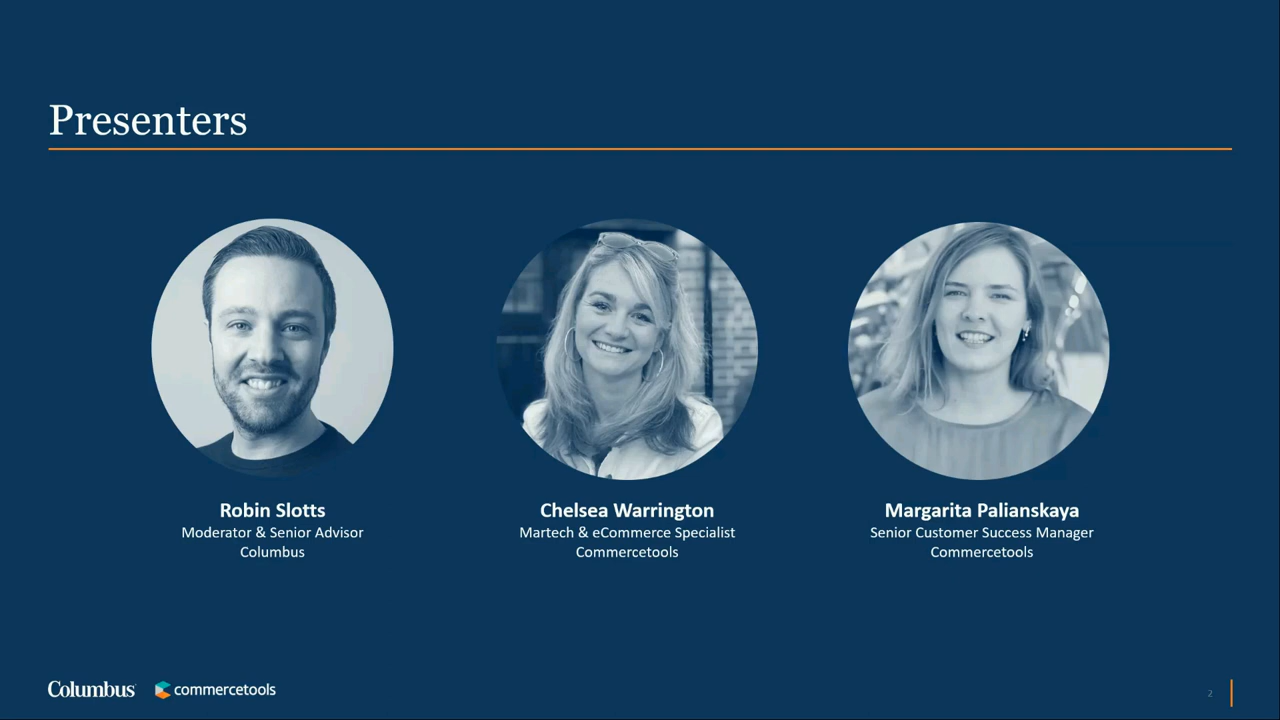 Presenters
Robin Slotts
Moderator & Senior Advisor
Columbus
Chelsea Warrington
Martech & eCommerce Specialist
Commercetools
Margarita Palianskaya
Senior Customer Success Manager
Commercetools
Columbus
commercetools
2